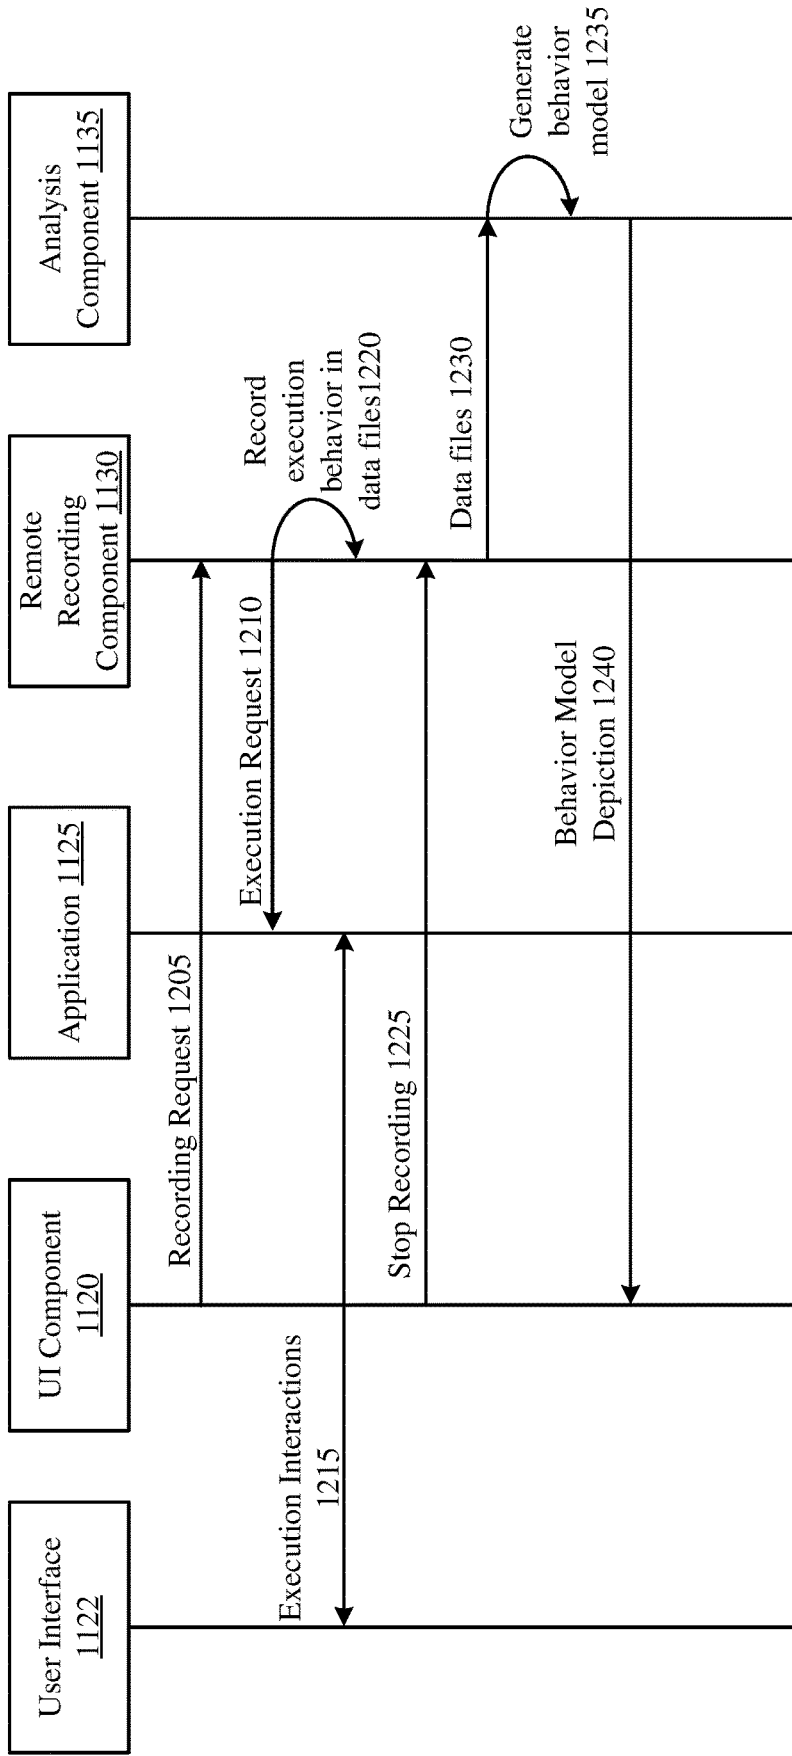 User Interface
1122
UI Component
1120
Application 1125
Remote
Recording
Component 1130
Analysis
Component 1135
Recording Request 1205
Execution Request 1210
Record
execution
behavior in
data files1220
Execution Interactions
1215
Stop Recording 1225
Data files 1230
Generate
behavior
model 1235
Behavior Model
Depiction 1240